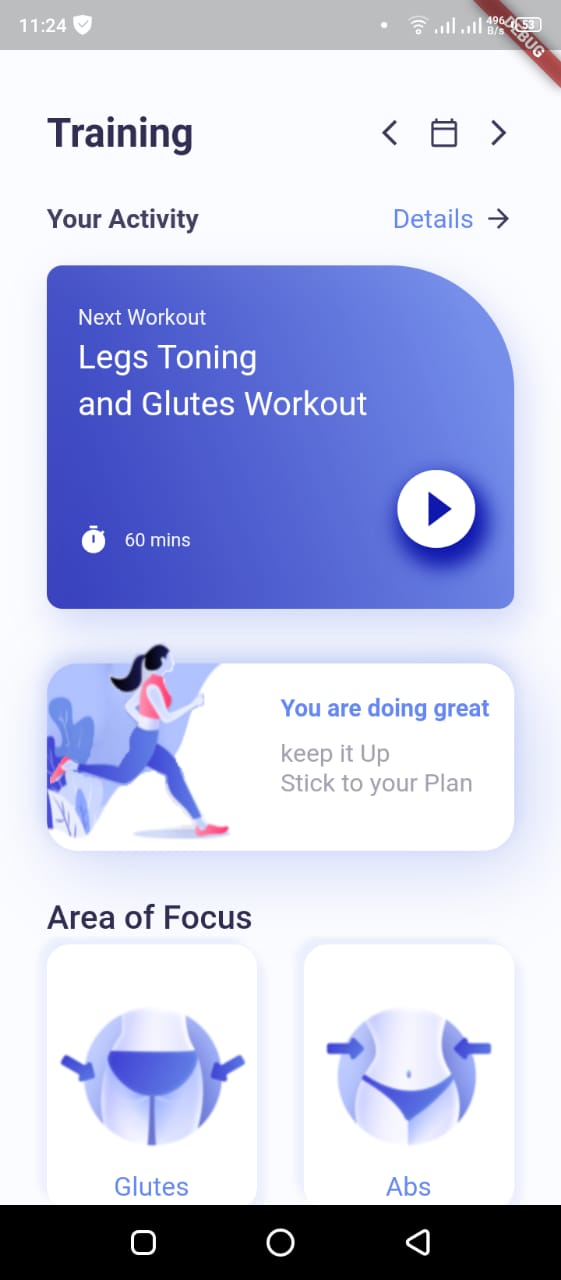 11:24
496
B/s
53
DEBUG
Training
Your Activity
Details
Next Workout
Legs Toning
and Glutes Workout
60 mins
You are doing great
keep it Up
Stick to your Plan
Area of Focus
Glutes
Abs